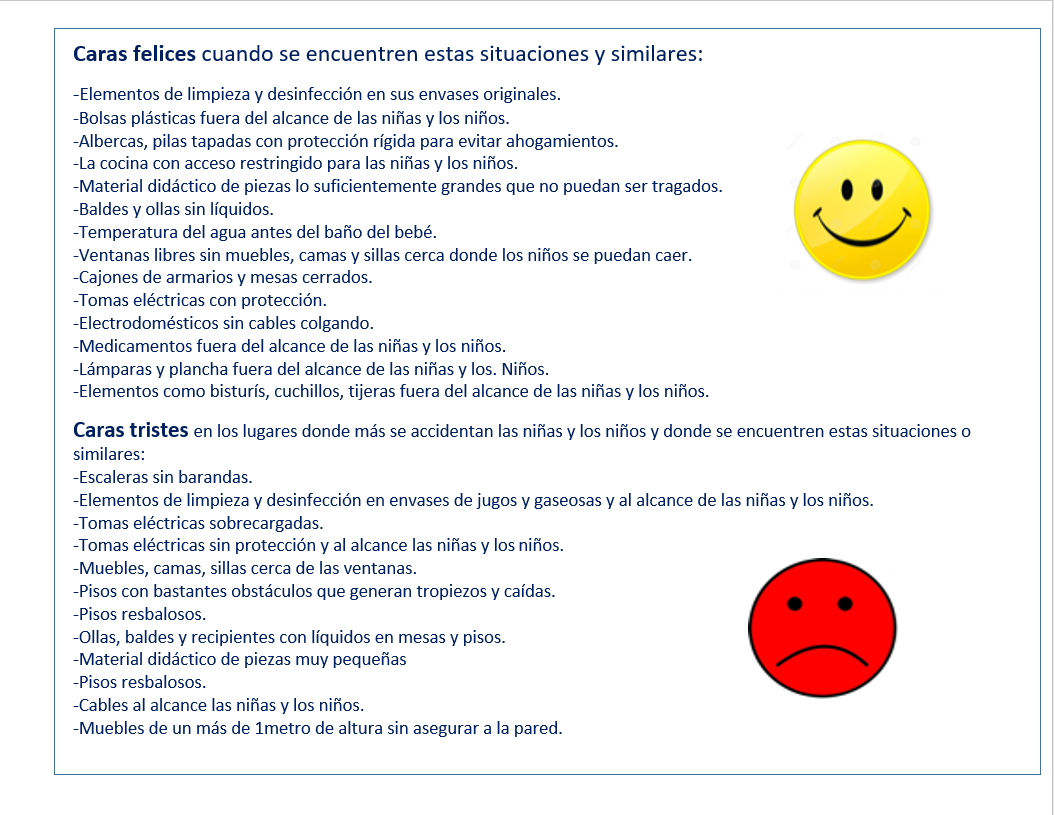 Caras felices cuando se encuentren estas situaciones y similares:
-Elementos de limpieza y desinfección en sus envases originales.
-Bolsas plásticas fuera del alcance de las niñas y los niños.
-Albercas, pilas tapadas con protección rígida para evitar ahogamientos.
-La cocina con acceso restringido para las niñas y los niños.
-Material didáctico de piezas lo suficientemente grandes que no puedan ser tragados.
-Baldes y ollas sin líquidos.
-Temperatura del agua antes del baño del bebé.
-Ventanas libres sin muebles, camas y sillas cerca donde los niños se puedan caer.
-Cajones de armarios y mesas cerrados.
-Tomas eléctricas con protección.
-Electrodomésticos sin cables colgando.
-Medicamentos fuera del alcance de las niñas y los niños.
-Lámparas y plancha fuera del alcance de las niñas y los. Niños.
-Elementos como bisturís, cuchillos, tijeras fuera del alcance de las niñas y los niños.
Caras tristes en los lugares donde más se accidentan las niñas y los niños y donde se encuentren estas situaciones o
similares:
-Escaleras sin barandas.
-Elementos de limpieza y desinfección en envases de jugos y gaseosas y al alcance de las niñas y los niños.
-Tomas eléctricas sobrecargadas.
-Tomas eléctricas sin protección y al alcance las niñas y los niños.
-Muebles, camas, sillas cerca de las ventanas.
-Pisos con bastantes obstáculos que generan tropiezos y caídas.
-Pisos resbalosos.
-Ollas, baldes y recipientes con líquidos en mesas y pisos.
-Material didáctico de piezas muy pequeñas
-Pisos resbalosos.
-Cables al alcance las niñas y los niños.
-Muebles de un más de 1metro de altura sin asegurar a la pared.